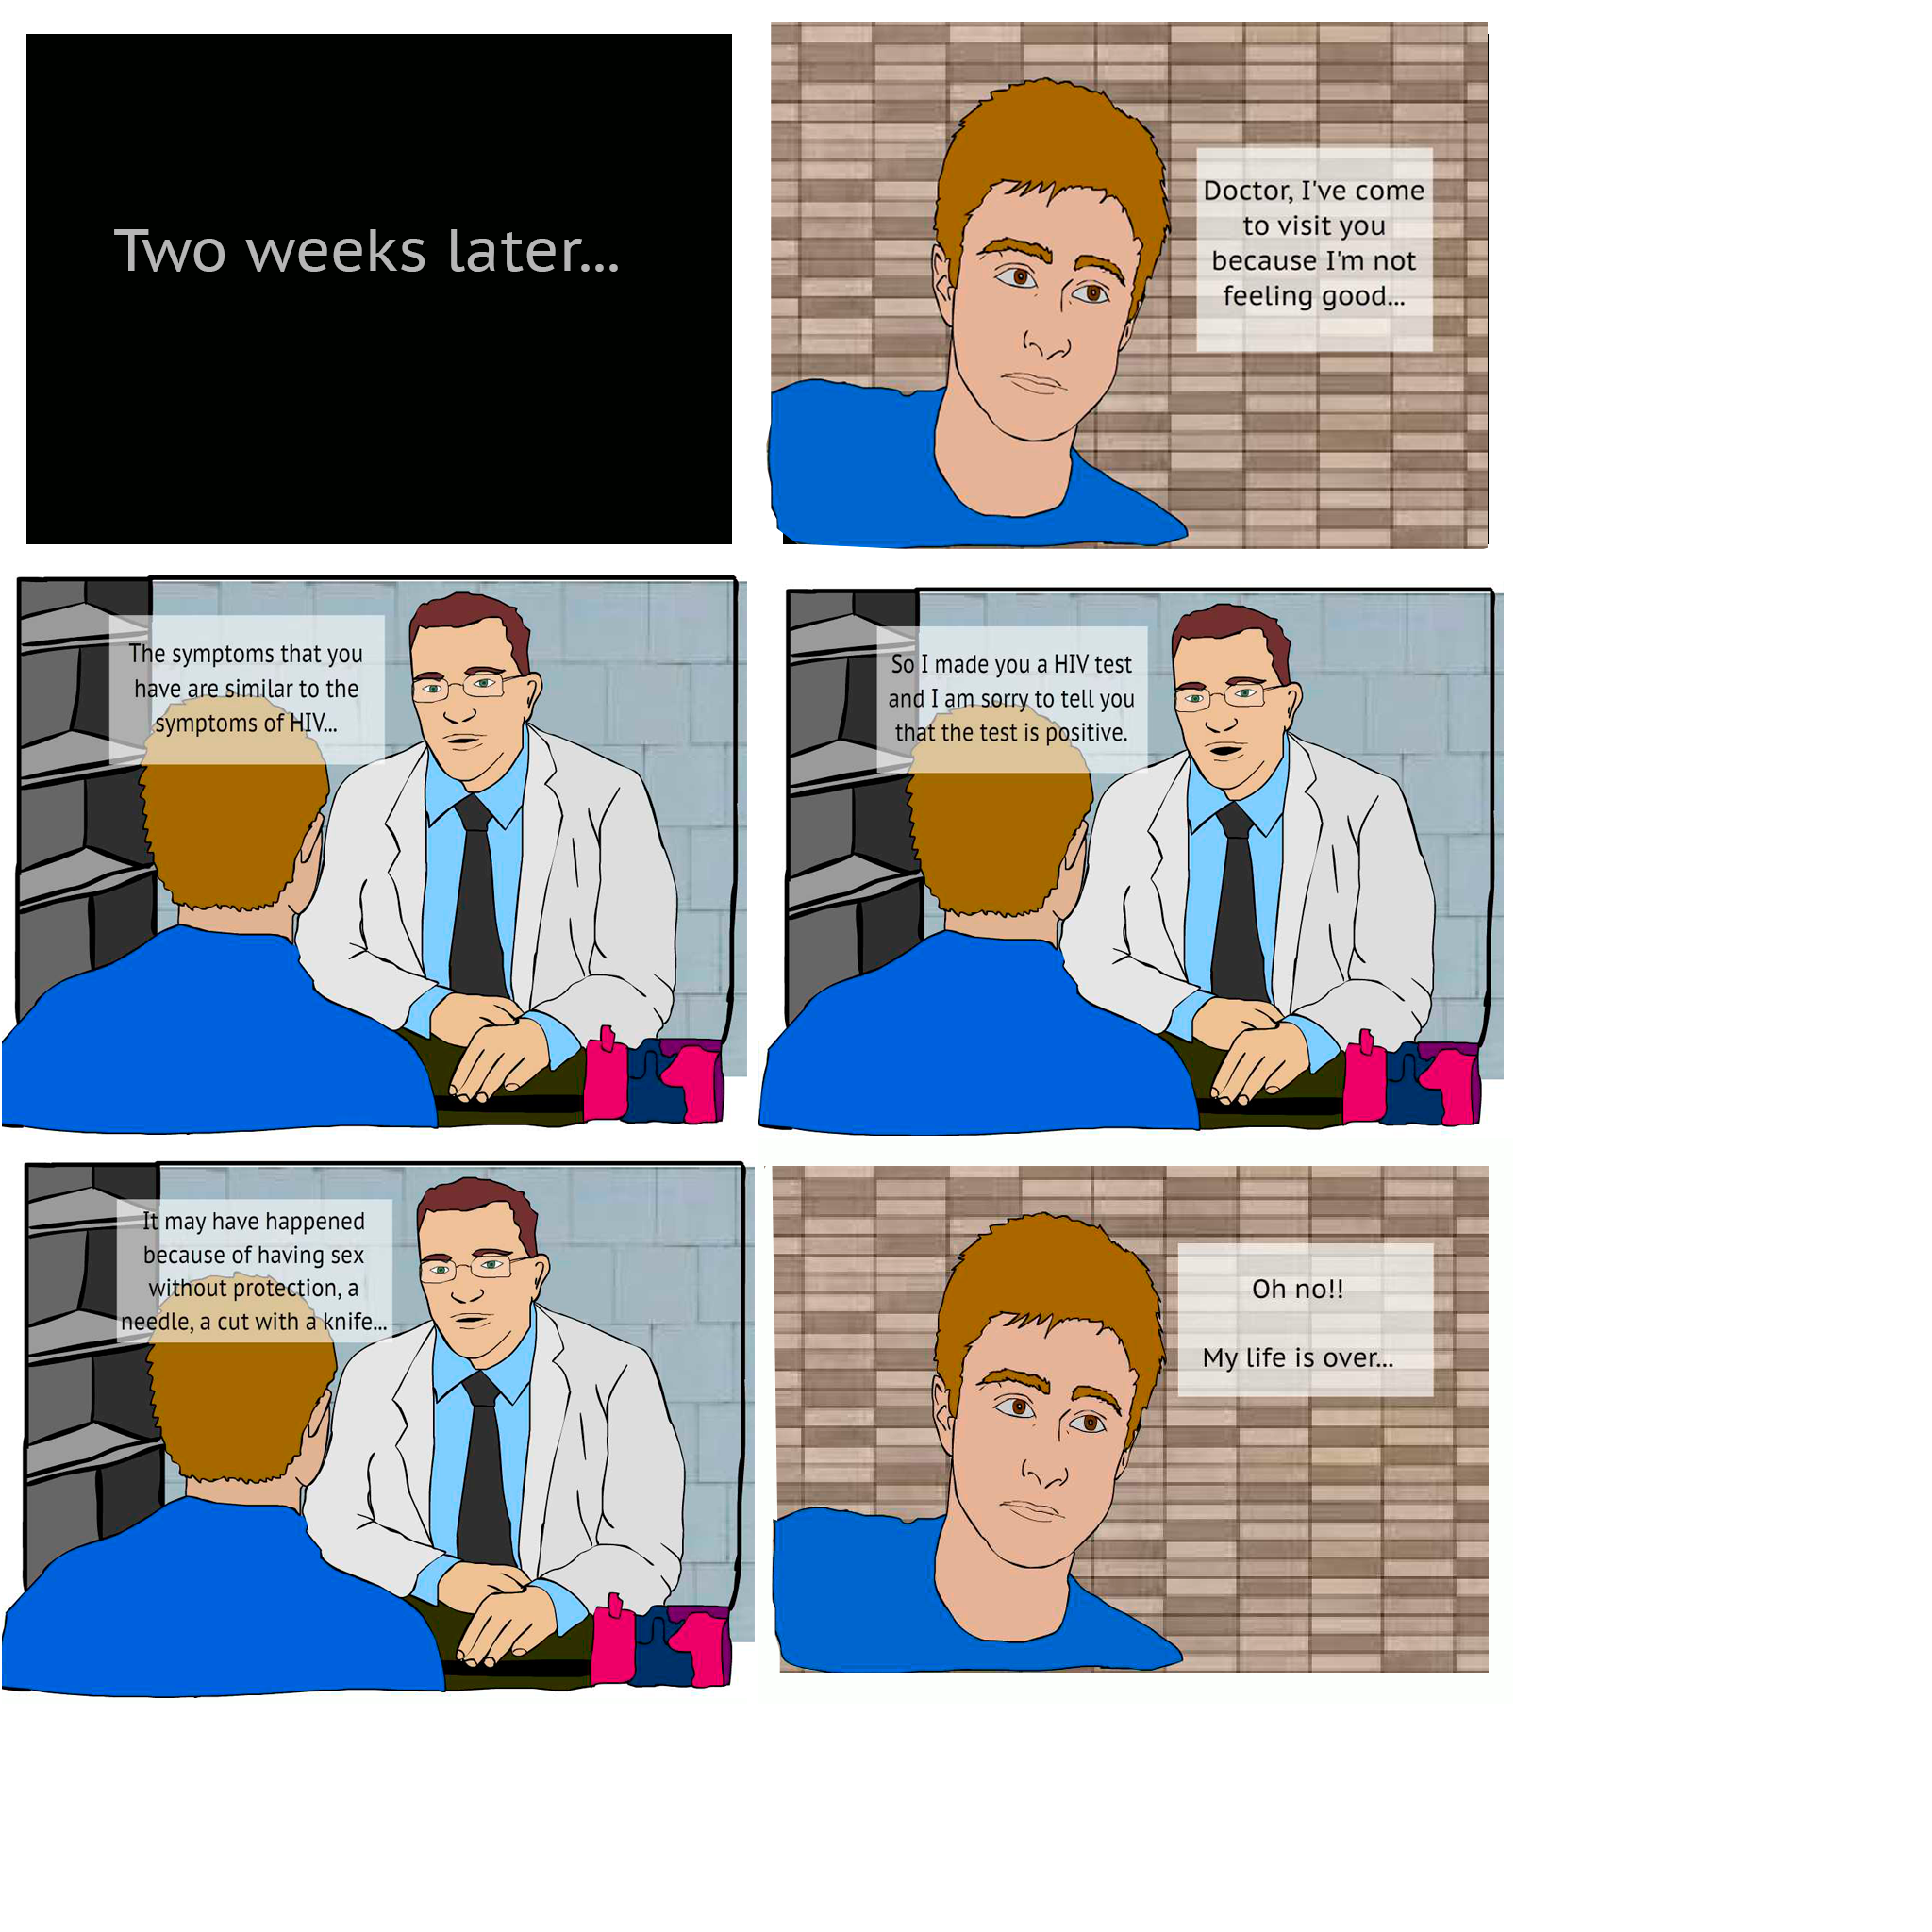 Two weeks later...
Doctor, I've come
to visit you
because I'm not
feeling good...
The symptoms that you
have are similar to the
symptoms of HIV...
So I made you a HIV test
and I am sorry to tell you
that the test is positive.
It may have happened
because of having sex
without protection, a
needle, a cut with a knife...
Oh no!!
My life is over...